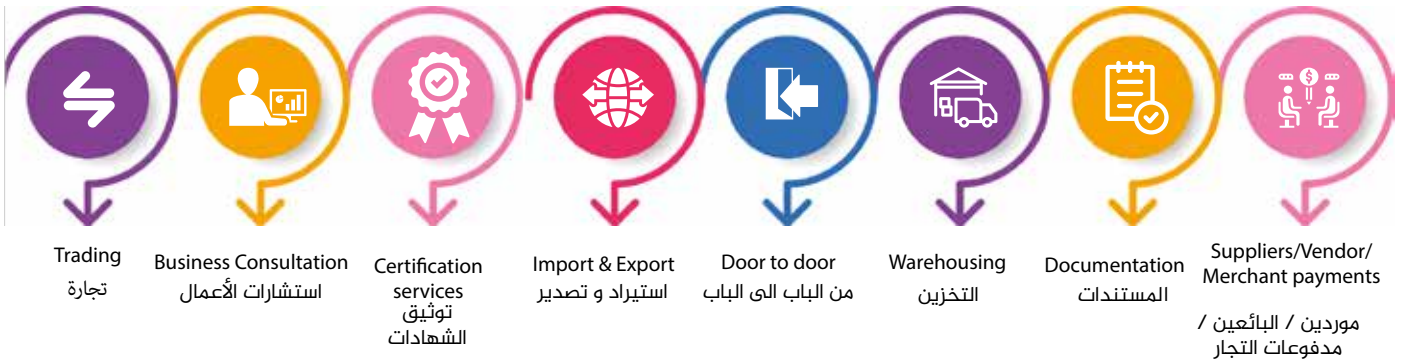 Trading
تجارة
Business Consultation
استشارات الأعمال
Certification
services
توثيق
الشهادات
Import & Export
استيراد و تصدير
Door to door
من الباب الى الباب
Warehousing
التخزين
Documentation
المستندات
Suppliers/Vendor/
Merchant payments
موردين / البائعين /
مدفوعات التجار